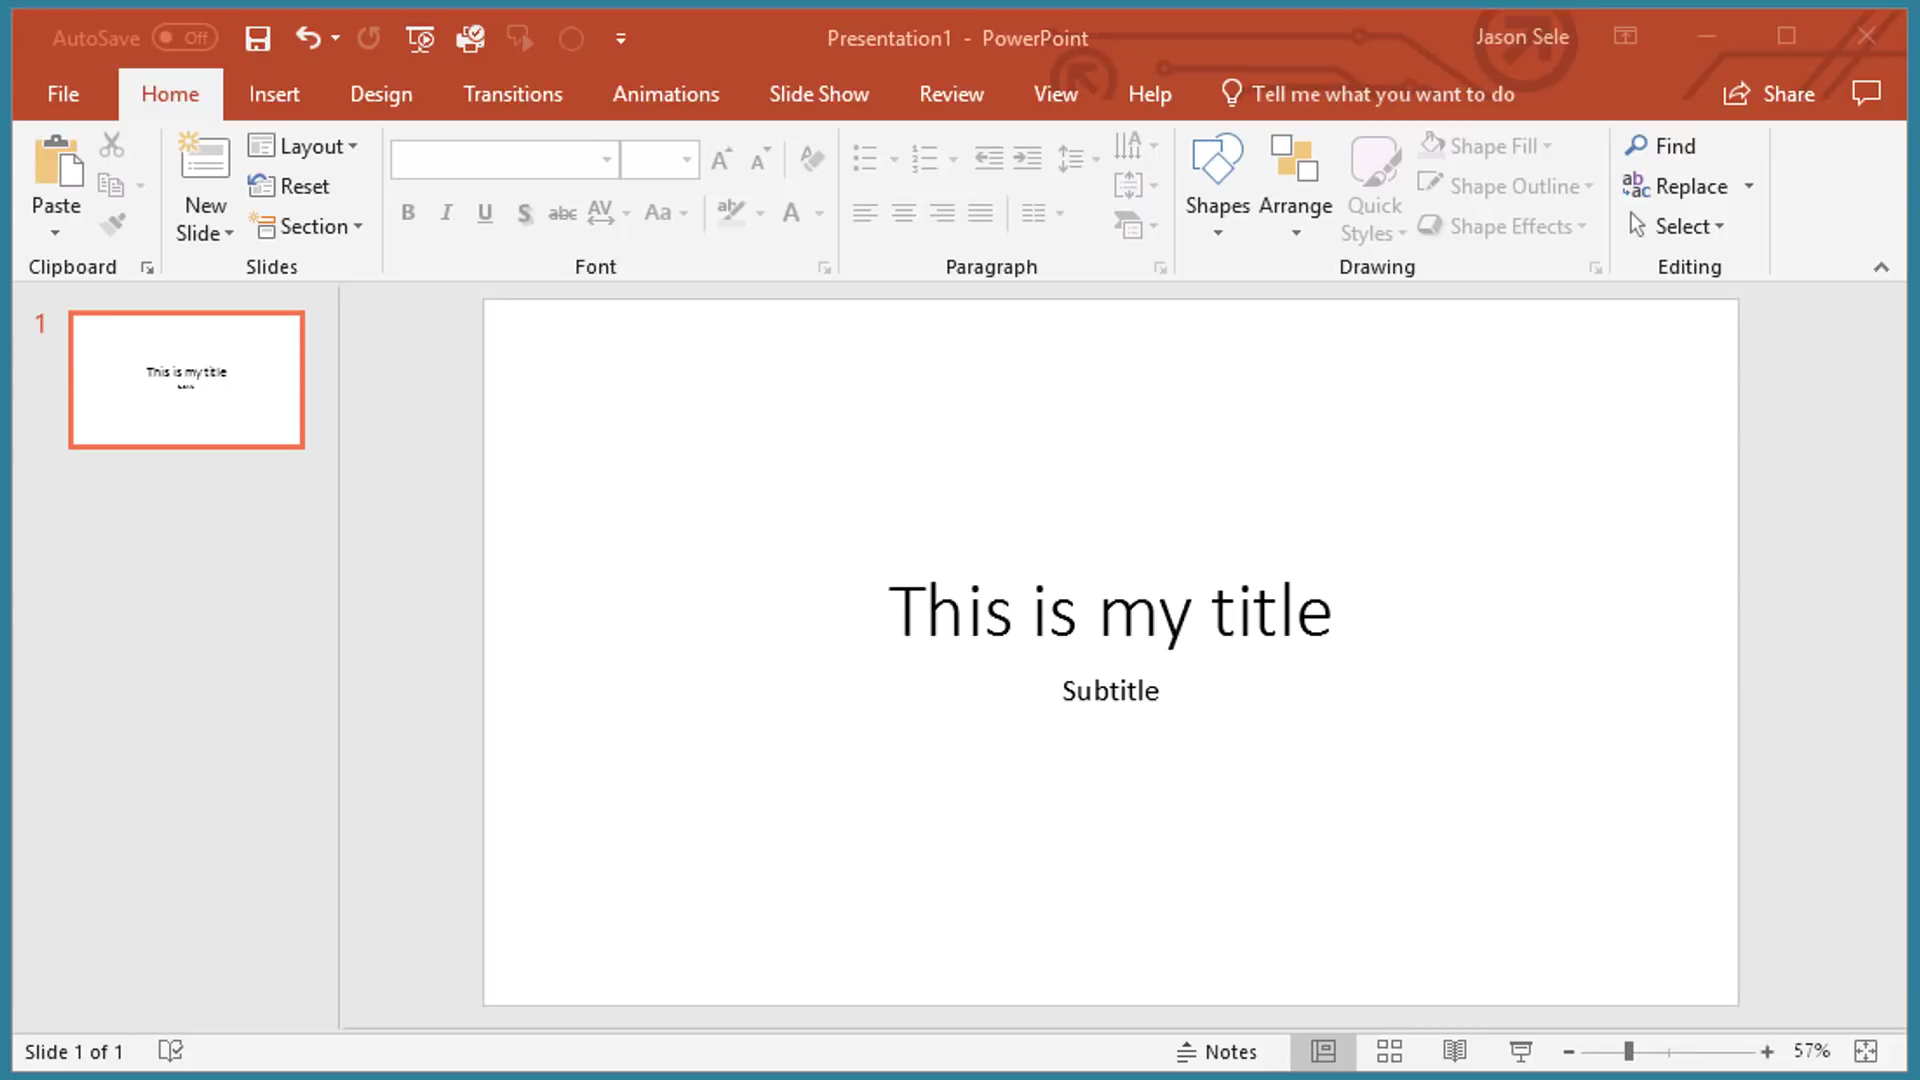 AutoSave Off
Presentation1 - PowerPoint
Jason Sele
File Home Insert Design Transitions Animations Slide Show Review View Help Tell me what you want to do Share
Paste
Clipboard
New Slide
Layout
Reset
Section
Slides
B I U S abc AV Aa A
Font
Paragraph
Shapes Arrange Quick Styles
Shape Fill
Shape Outline
Shape Effects
Drawing
Find
Replace
Select
Editing
1
This is my title
This is my title
Subtitle
Slide 1 of 1
Notes
57%